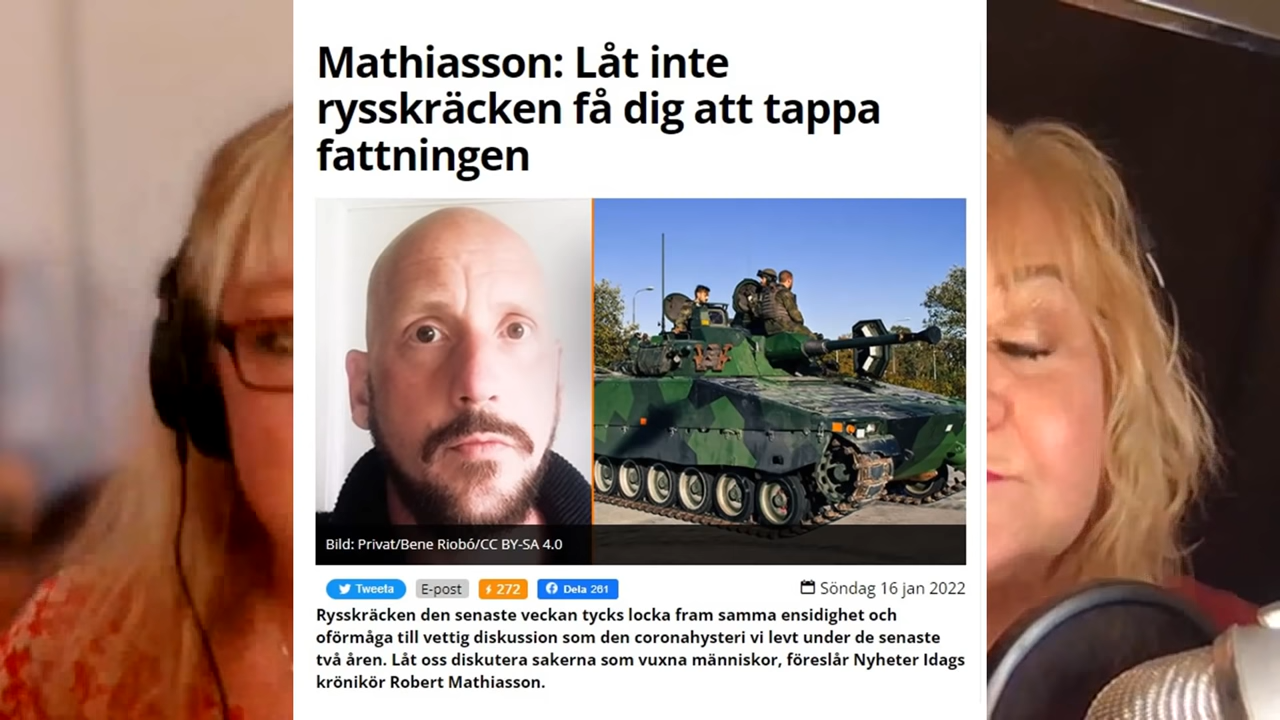 Mathiasson: Låt inte
rysskräcken få dig att tappa
fattningen
Bild: Privat/Bene Riobó/CC BY-SA 4.0
Tweeta E-post 272 Dela 261 Söndag 16 jan 2022
Rysskräcken den senaste veckan tycks locka fram samma ensidighet och
oförmåga till vettig diskussion som den coronahysteri vi levt under de senaste
två åren. Låt oss diskutera sakerna som vuxna människor, föreslår Nyheter Idags
krönikör Robert Mathiasson.